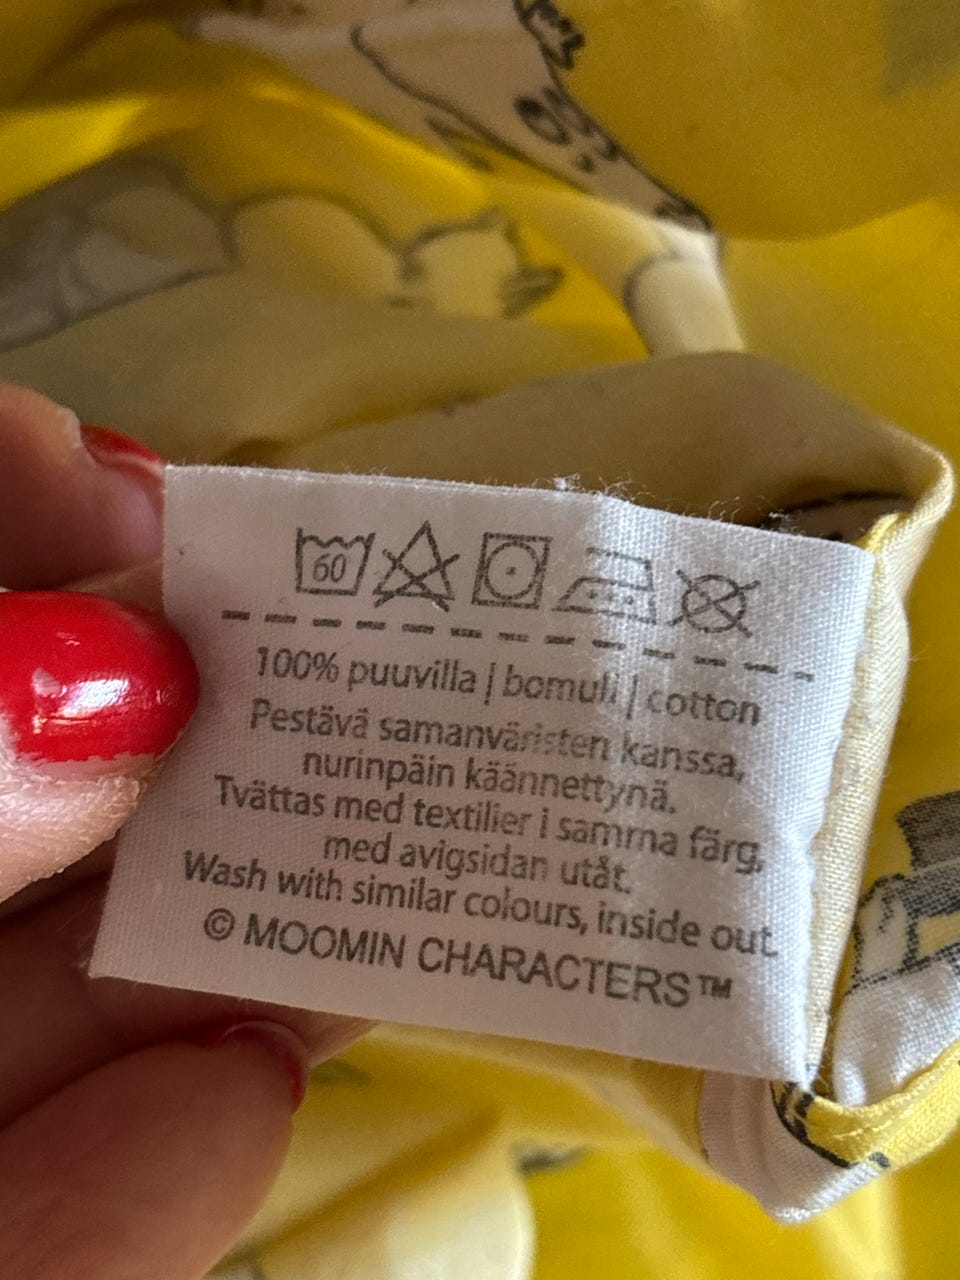 60
100% puuvilla | bomull | cotton
Pestävä samanväristen kanssa,
nurinpäin käännettynä.
Tvättas med textilier i samma färg,
med avigsidan utåt.
Wash with similar colours, inside out.
© MOOMIN CHARACTERS™